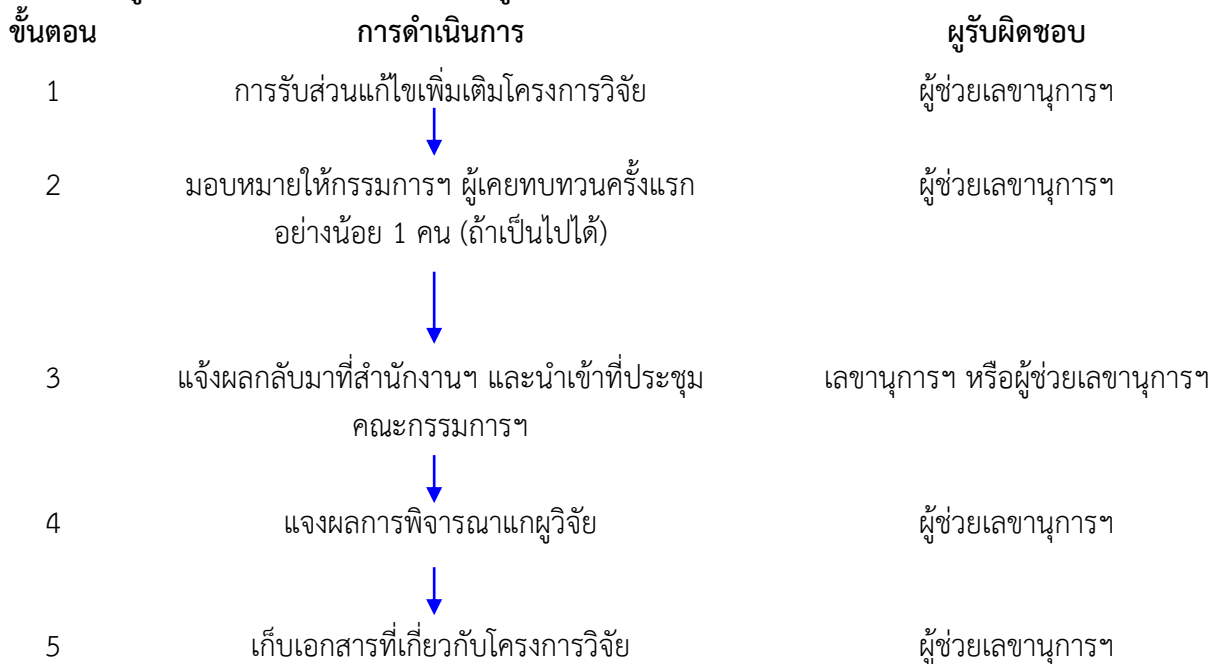 ขั้นตอน การดำเนินการ ผูรับผิดชอบ
1 การรับส่วนแก้ไขเพิ่มเติมโครงการวิจัย ผู้ช่วยเลขานุการฯ
2 มอบหมายให้กรรมการฯ ผู้เคยทบทวนครั้งแรก ผู้ช่วยเลขานุการฯ
อย่างน้อย 1 คน (ถ้าเป็นไปได้)
3 แจ้งผลกลับมาที่สำนักงานฯ และนำเข้าที่ประชุม เลขานุการฯ หรือผู้ช่วยเลขานุการฯ
คณะกรรมการฯ
4 แจงผลการพิจารณาแกผูวิจัย ผู้ช่วยเลขานุการฯ
5 เก็บเอกสารที่เกี่ยวกับโครงการวิจัย ผู้ช่วยเลขานุการฯ